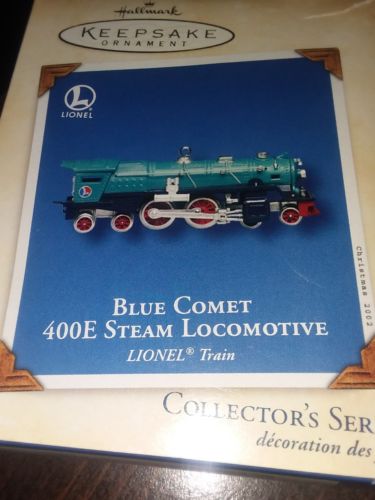 Hallmark
KEEPSAKE
ORNAMENT
L
LIONEL
BLUE COMET
400E STEAM LOCOMOTIVE
LIONEL® Train
Christmas 2002
COLLECTOR'S SER
décoration des